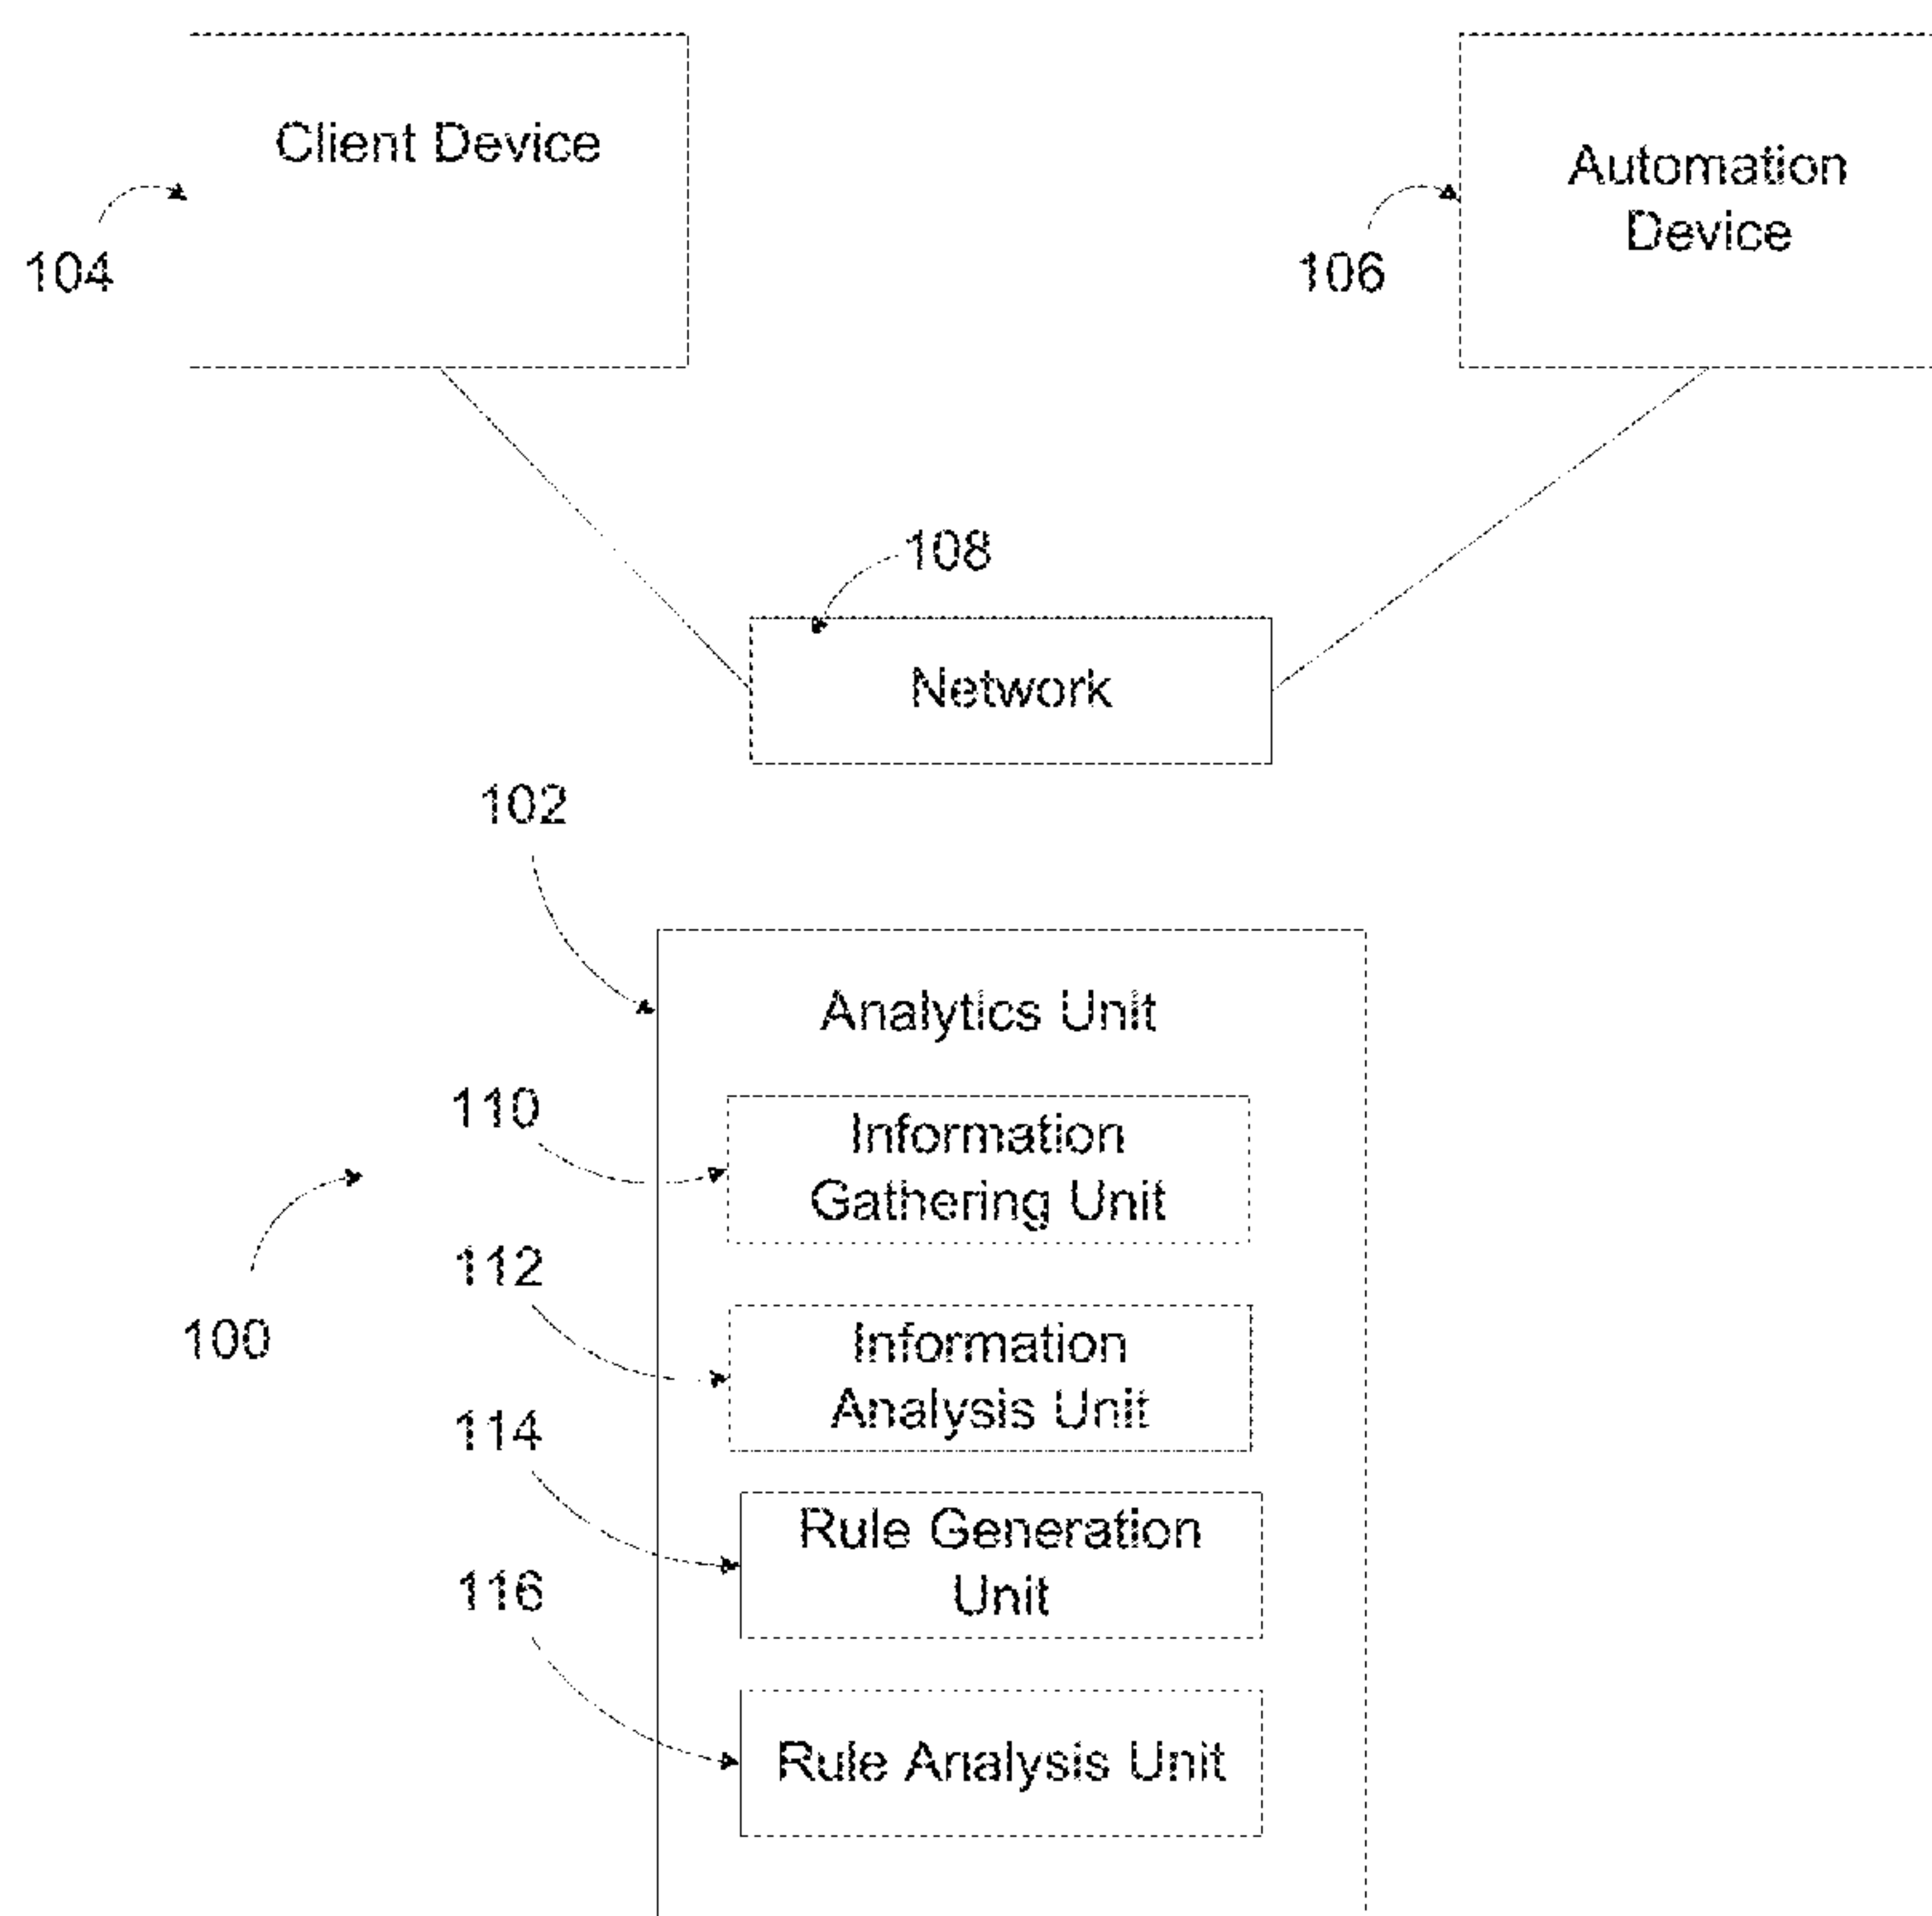 Client Device
Automation
Device
104
106
108
Network
102
Analytics Unit
110
Information
Gathering Unit
112
100
Information
Analysis Unit
114
Rule Generation
Unit
116
Rule Analysis Unit